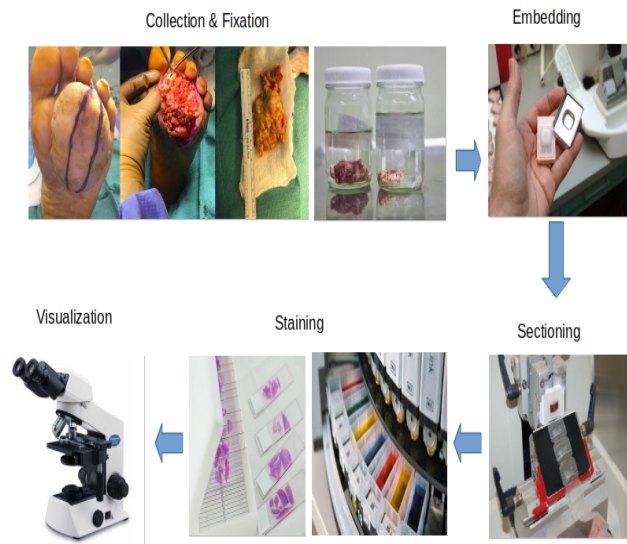 Collection & Fixation
Embedding
Sectioning
Staining
Visualization